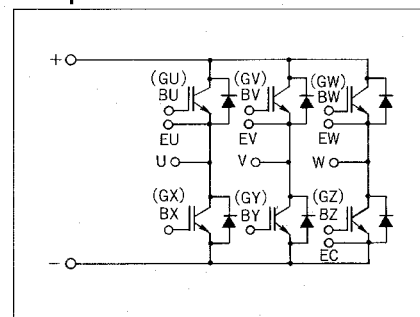 +
(GU) (GV) (GW)
BU BV BW
EU EV EW
U V W
(GX) (GY) (GZ)
BX BY BZ
EC
−